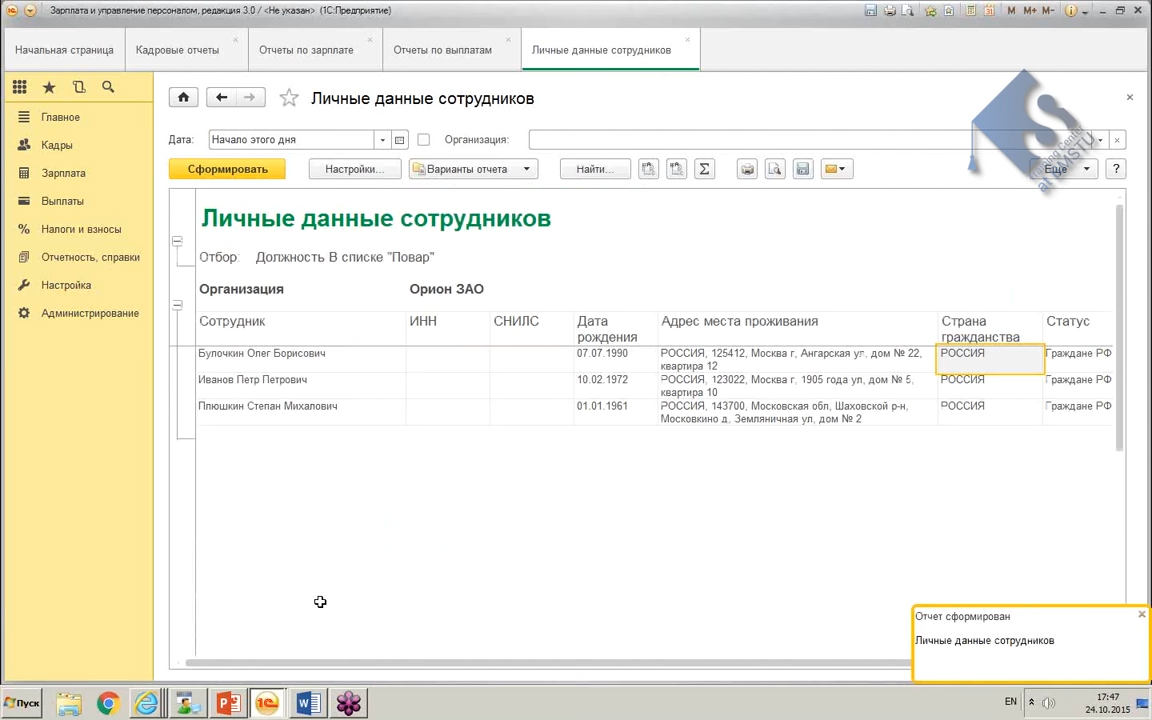 Зарплата и управление персоналом, редакция 3.0 / <Не указан> (1С:Предприятие)
M M+ M-
Начальная страница
Кадровые отчеты
Отчеты по зарплате
Отчеты по выплатам
Личные данные сотрудников
Главное
Кадры
Зарплата
Выплаты
Налоги и взносы
Отчетность, справки
Настройка
Администрирование
Личные данные сотрудников
Дата: Начало этого дня Организация:
Сформировать Настройки... Варианты отчета Найти... Σ Еще ?
Личные данные сотрудников
Отбор: Должность В списке "Повар"
Организация Орион ЗАО
Сотрудник ИНН СНИЛС Дата рождения Адрес места проживания Страна гражданства Статус
Булочкин Олег Борисович 07.07.1990 РОССИЯ, 125412, Москва г, Ангарская ул, дом № 22, РОССИЯ Граждане РФ
квартира 12
Иванов Петр Петрович 10.02.1972 РОССИЯ, 123022, Москва г, 1905 года ул, дом № 5, РОССИЯ Граждане РФ
квартира 10
Плюшкин Степан Михалович 01.01.1961 РОССИЯ, 143700, Московская обл, Шаховской р-н, РОССИЯ Граждане РФ
Московкино д, Земляничная ул, дом № 2
Отчет сформирован
Личные данные сотрудников
Пуск
EN
17:47
24.10.2015